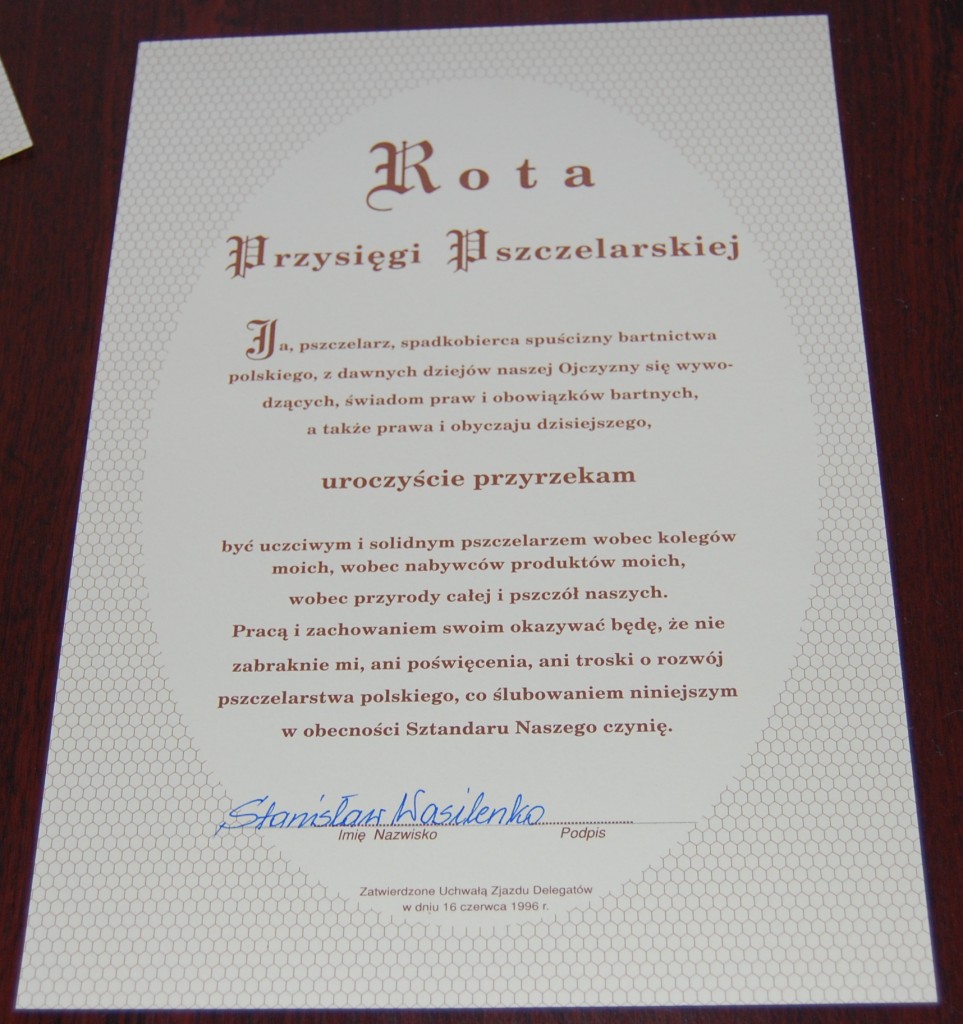 Rota
Przysięgi Pszczelarskiej
Ja, pszczelarz, spadkobierca spuścizny bartnictwa
polskiego, z dawnych dziejów naszej Ojczyzny się wywo-
dzących, świadom praw i obowiązków bartnych,
a także prawa i obyczaju dzisiejszego,
uroczyście przyrzekam
być uczciwym i solidnym pszczelarzem wobec kolegów
moich, wobec nabywców produktów moich,
wobec przyrody całej i pszczół naszych.
Pracą i zachowaniem swoim okazywać będę, że nie
zabraknie mi, ani poświęcenia, ani troski o rozwój
pszczelarstwa polskiego, co ślubowaniem niniejszym
w obecności Sztandaru Naszego czynię.
Stanisław Wasilenko
Imię Nazwisko Podpis
Zatwierdzone Uchwałą Zjazdu Delegatów
w dniu 16 czerwca 1996 r.